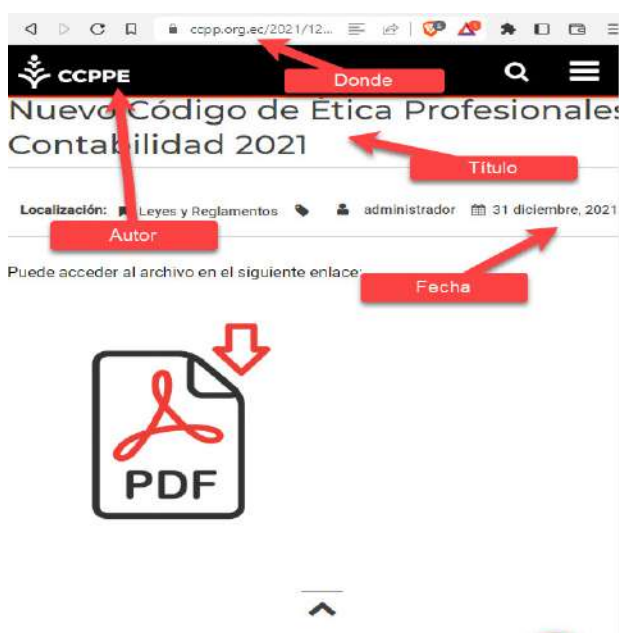 ccpp.org.ec/2021/12...
CCPPE
Donde
Nuevo Código de Ética Profesionales
Contabilidad 2021
Título
Localización: Leyes y Reglamentos administrador 31 diciembre, 2021
Autor
Puede acceder al archivo en el siguiente enlace:
Fecha
PDF